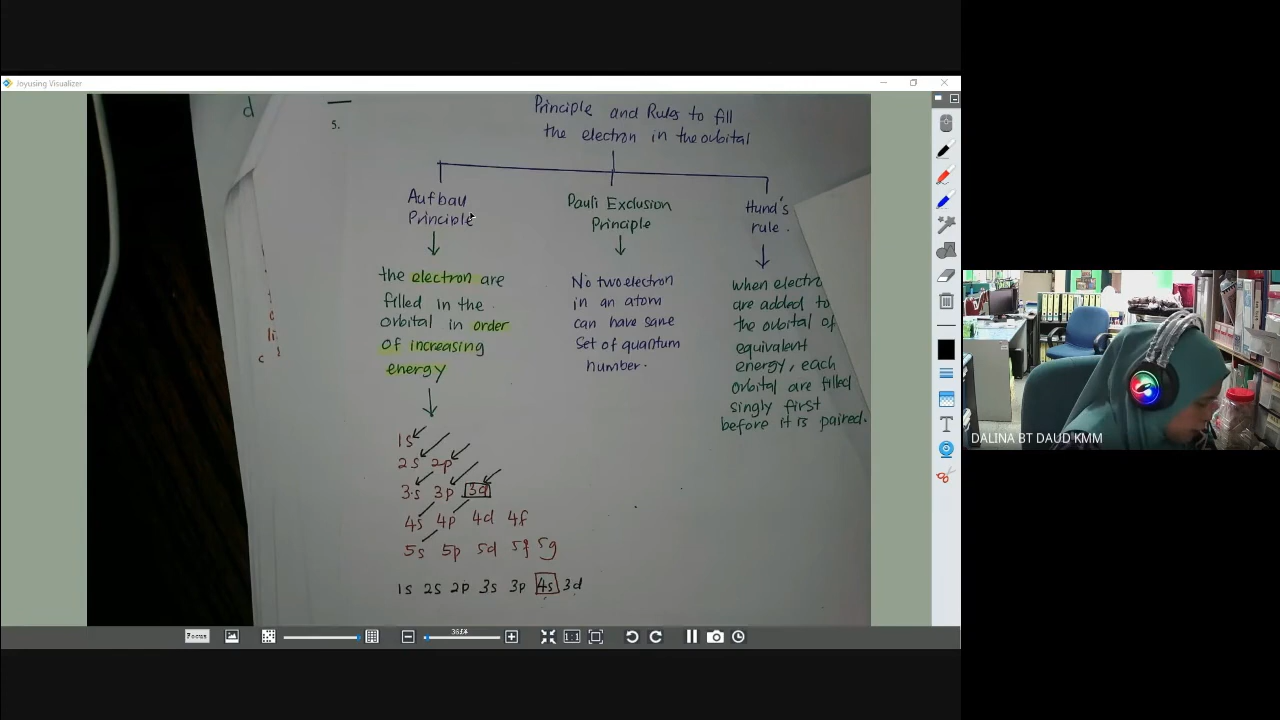 Joyusing Visualizer
d
5.
Principle and Rules to fill
the electron in the orbital
Aufbau
Principle
the electron are
filled in the
orbital in order
of increasing
energy
1s
2s 2p
3s 3p 3d
4s 4p 4d 4f
5s 5p 5d 5f 5g
1s 2s 2p 3s 3p 4s 3d
Pauli Exclusion
Principle
No two electron
in an atom
can have same
set of quantum
number.
Hund's
rule.
when electro
are added to
the orbital of
equivalent
energy, each
orbital are filled
singly first
before it is paired.
c
li
c
Focus
1:1
T
DALINA BT DAUD KMM